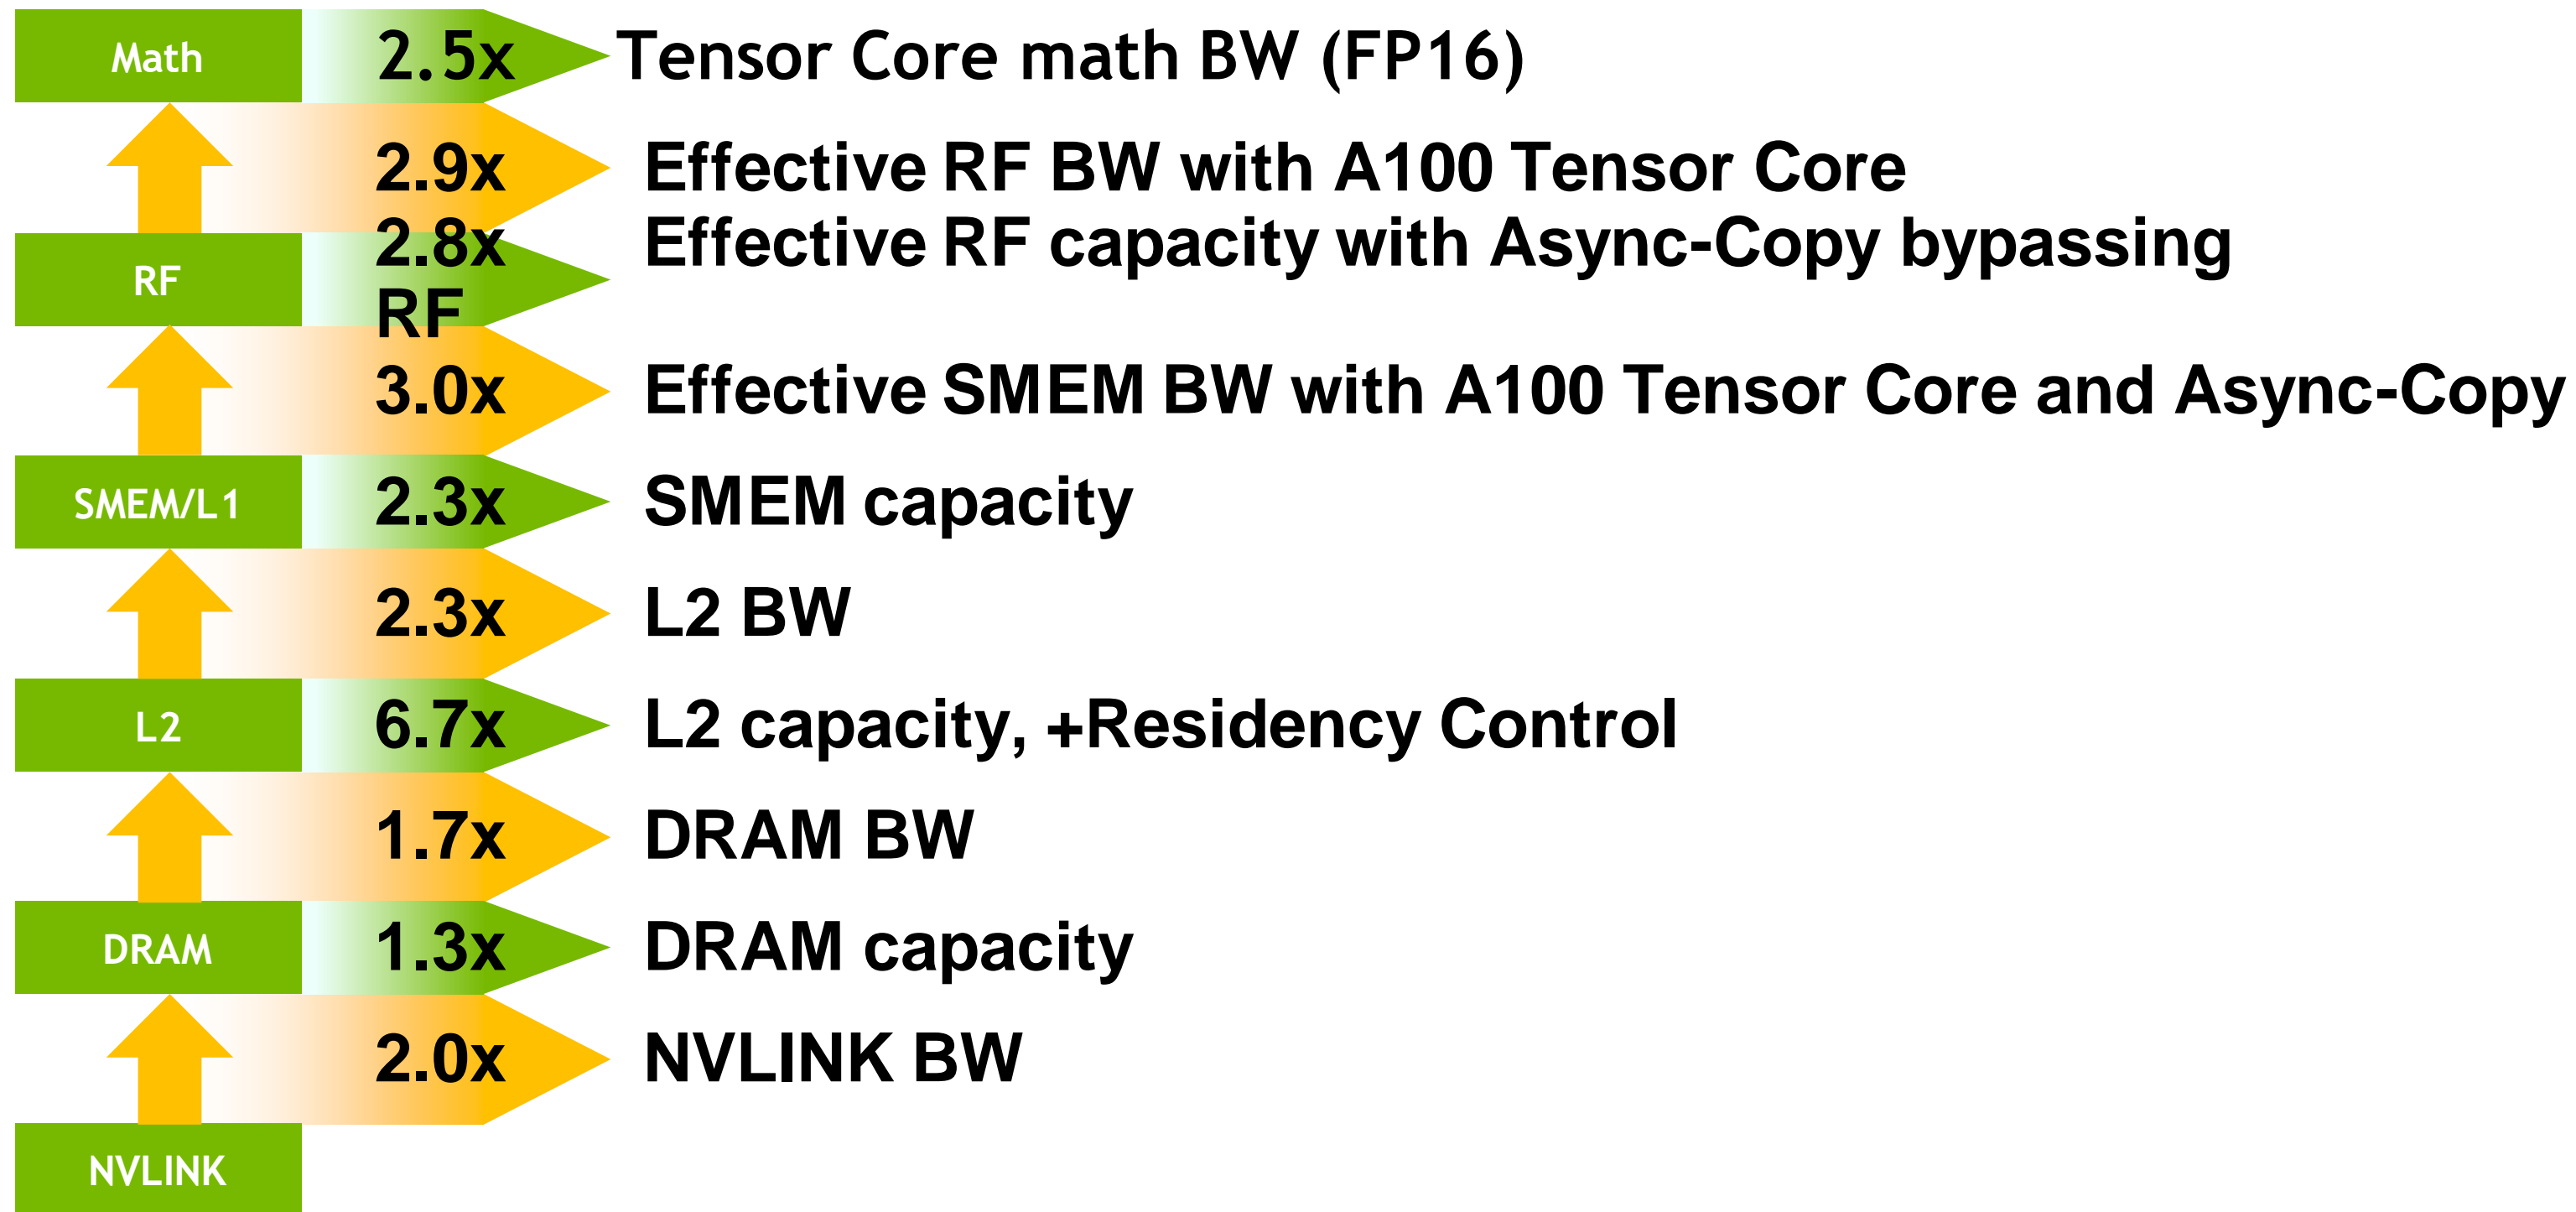 Math 2.5x Tensor Core math BW (FP16)
2.9x Effective RF BW with A100 Tensor Core
2.8x Effective RF capacity with Async-Copy bypassing
RF
RF
3.0x Effective SMEM BW with A100 Tensor Core and Async-Copy
SMEM/L1 2.3x SMEM capacity
2.3x L2 BW
L2 6.7x L2 capacity, +Residency Control
1.7x DRAM BW
DRAM 1.3x DRAM capacity
2.0x NVLINK BW
NVLINK